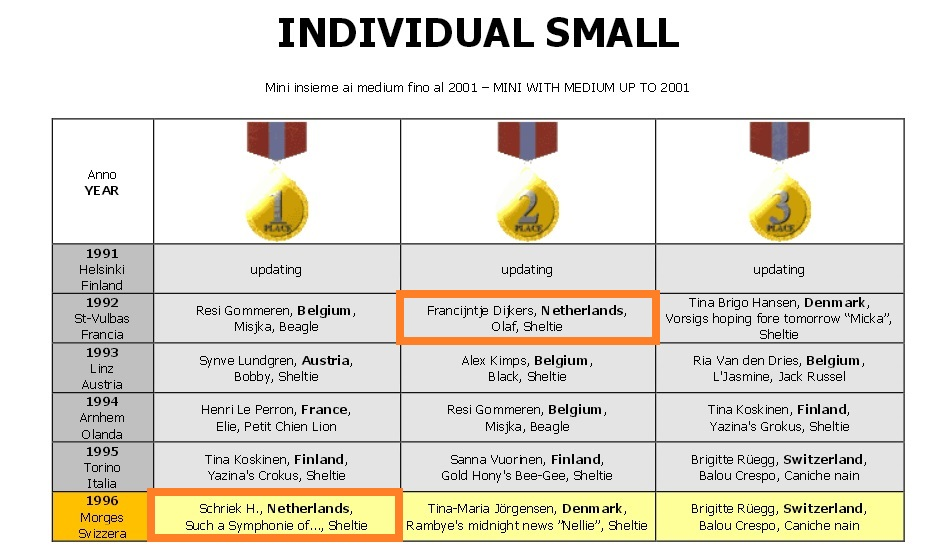 INDIVIDUAL SMALL
Mini insieme ai medium fino al 2001 – MINI WITH MEDIUM UP TO 2001
Anno
YEAR
1
PLACE
2
PLACE
3
PLACE
1991
Helsinki
Finland
updating
updating
updating
1992
St-Vulbas
Francia
Resi Gommeren, Belgium,
Misjka, Beagle
Francijntje Dijkers, Netherlands,
Olaf, Sheltie
Tina Brigo Hansen, Denmark,
Vorsigs hoping fore tomorrow “Micka”,
Sheltie
1993
Linz
Austria
Synve Lundgren, Austria,
Bobby, Sheltie
Alex Kimps, Belgium,
Black, Sheltie
Ria Van den Dries, Belgium,
L'Jasmine, Jack Russel
1994
Arnhem
Olanda
Henri Le Perron, France,
Elie, Petit Chien Lion
Resi Gommeren, Belgium,
Misjka, Beagle
Tina Koskinen, Finland,
Yazina's Grokus, Sheltie
1995
Torino
Italia
Tina Koskinen, Finland,
Yazina's Crokus, Sheltie
Sanna Vuorinen, Finland,
Gold Hony's Bee-Gee, Sheltie
Brigitte Rüegg, Switzerland,
Balou Crespo, Caniche nain
1996
Morges
Svizzera
Schriek H., Netherlands,
Such a Symphonie of..., Sheltie
Tina-Maria Jörgensen, Denmark,
Rambye's midnight news “Nellie”, Sheltie
Brigitte Rüegg, Switzerland,
Balou Crespo, Caniche nain